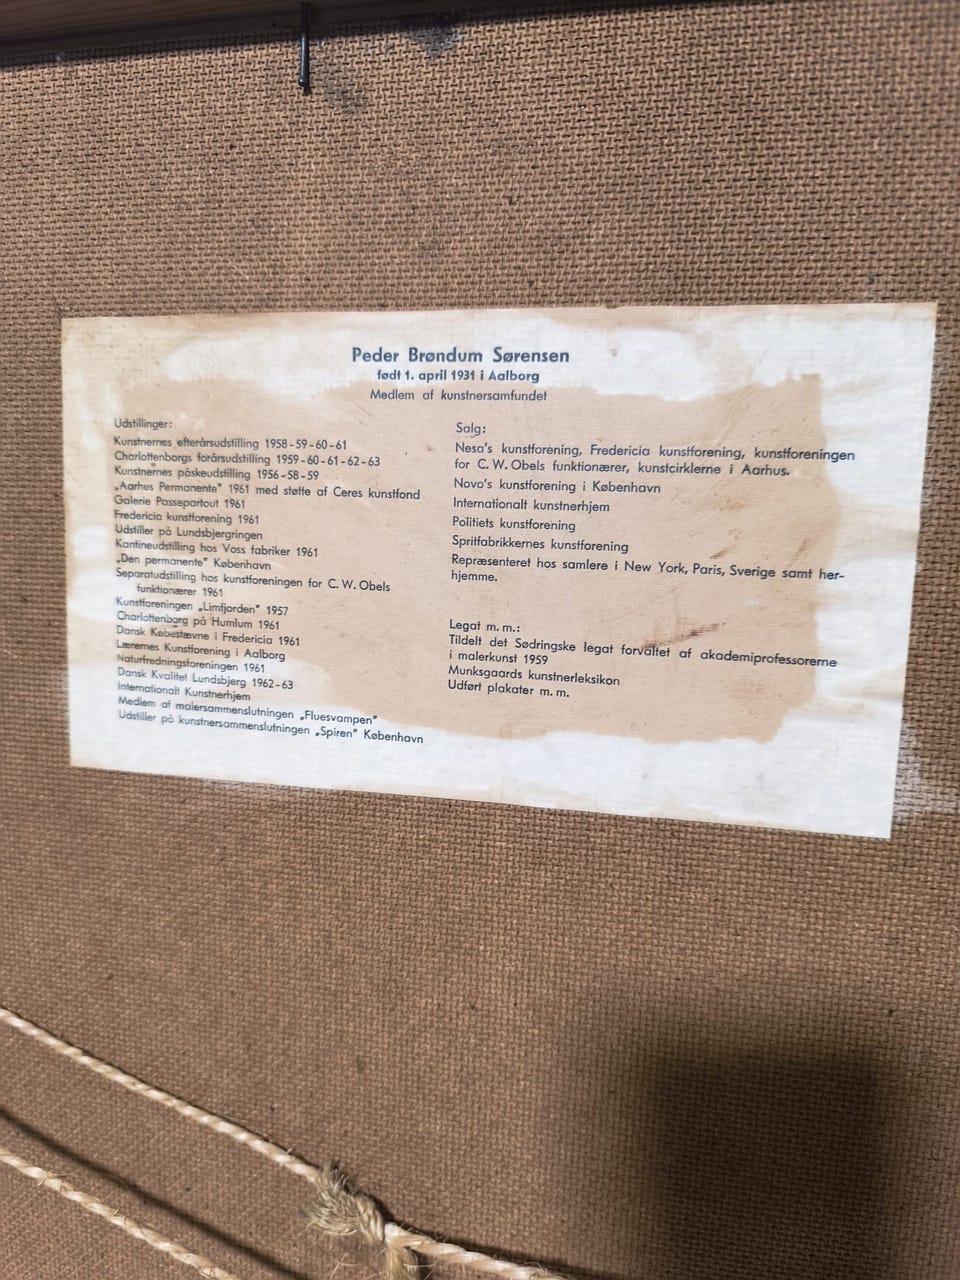 Peder Brøndum Sørensen
født 1. april 1931 i Aalborg
Medlem af kunstnersamfundet
Udstillinger:
Kunstnernes efterårsudstilling 1958-59-60-61
Charlottenborgs forårsudstilling 1959-60-61-62-63
Kunstnernes påskeudstilling 1956-58-59
„Aarhus Permanente" 1961 med støtte af Ceres kunstfond
Galerie Passepartout 1961
Fredericia kunstforening 1961
Udstiller på Lundsbjergringen
Kantineudstilling hos Voss fabriker 1961
„Den permanente" København
Separatudstilling hos kunstforeningen for C. W. Obels
funktionærer 1961
Kunstforeningen „Limfjorden" 1957
Charlottenborg på Humlum 1961
Dansk Købestævne i Fredericia 1961
Lærernes Kunstforening i Aalborg
Naturfredningsforeningen 1961
Dansk Kvalitet Lundsbjerg 1962-63
Internationalt Kunstnerhjem
Medlem af malersammenslutningen „Fluesvampen"
Udstiller på kunstnersammenslutningen „Spiren" København
Salg:
Nesa's kunstforening, Fredericia kunstforening, kunstforeningen
for C. W. Obels funktionærer, kunstcirklerne i Aarhus.
Novo's kunstforening i København
Internationalt kunstnerhjem
Politiets kunstforening
Spritfabrikkernes kunstforening
Repræsenteret hos samlere i New York, Paris, Sverige samt her-
hjemme.
Legat m. m.:
Tildelt det Sødringske legat forvaltet af akademiprofessorerne
i malerkunst 1959
Munksgaards kunstnerleksikon
Udført plakater m. m.